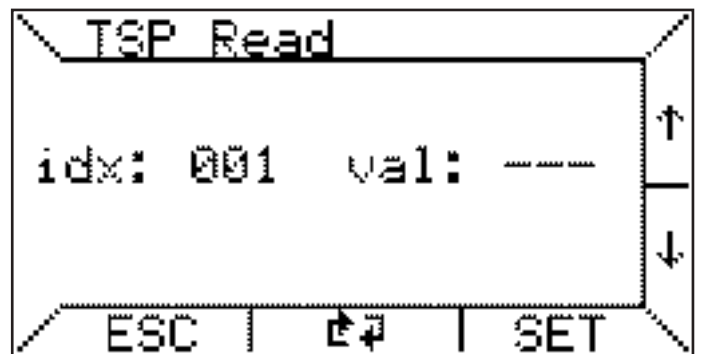 TSP Read
↑
idx: 001 val: ---
↓
ESC
SET